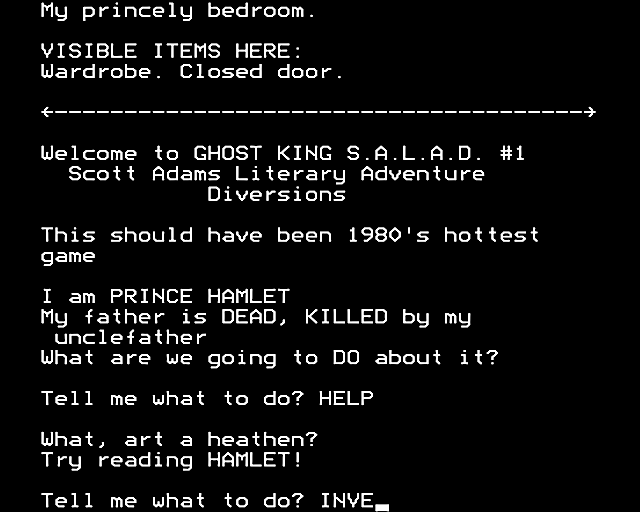 My princely bedroom.
VISIBLE ITEMS HERE:
Wardrobe. Closed door.
Welcome to GHOST KING S.A.L.A.D. #1
Scott Adams Literary Adventure
Diversions
This should have been 1980's hottest
game
I am PRINCE HAMLET
My father is DEAD, KILLED by my
unclefather
What are we going to DO about it?
Tell me what to do? HELP
What, art a heathen?
Try reading HAMLET!
Tell me what to do? INVE